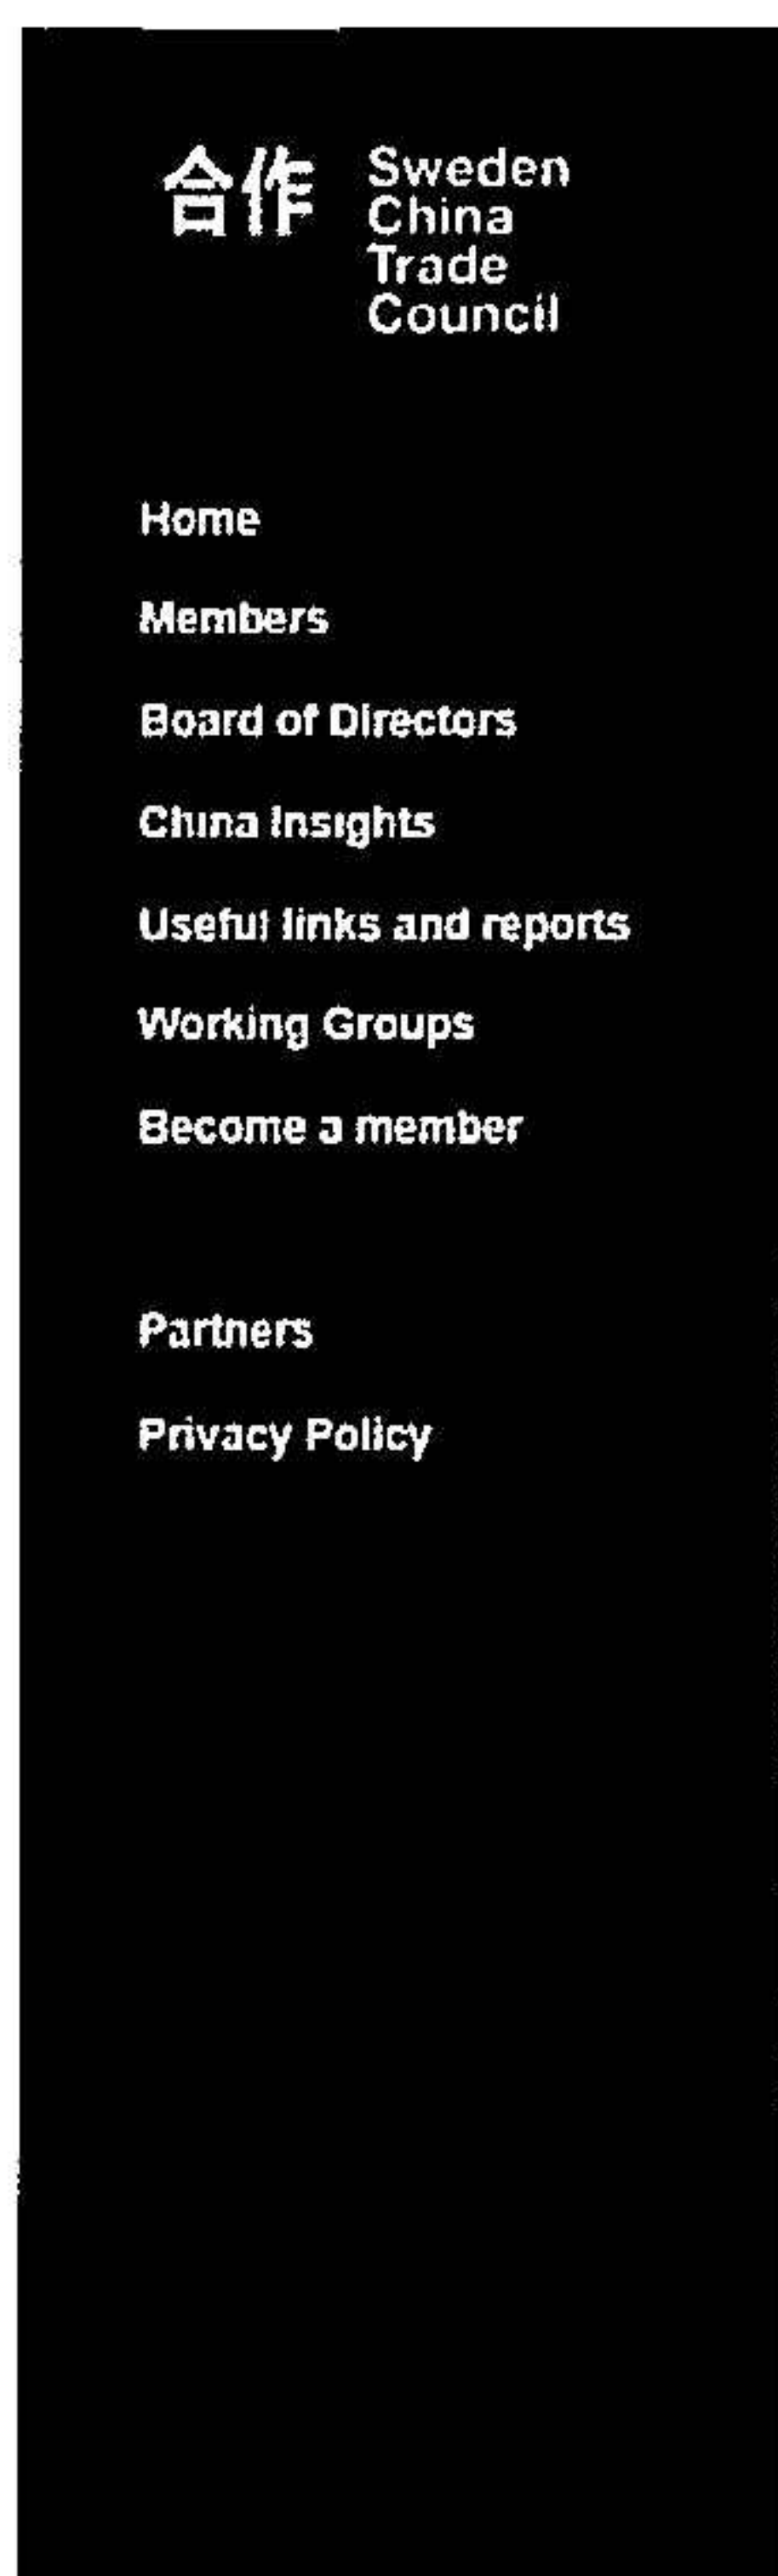 合作
Sweden
China
Trade
Council
Home
Members
Board of Directors
China Insights
Useful links and reports
Working Groups
Become a member
Partners
Privacy Policy